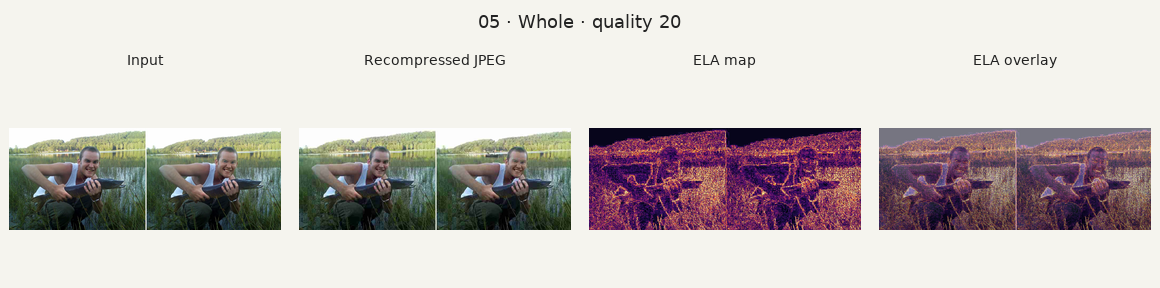 05 · Whole · quality 20
Input
Recompressed JPEG
ELA map
ELA overlay